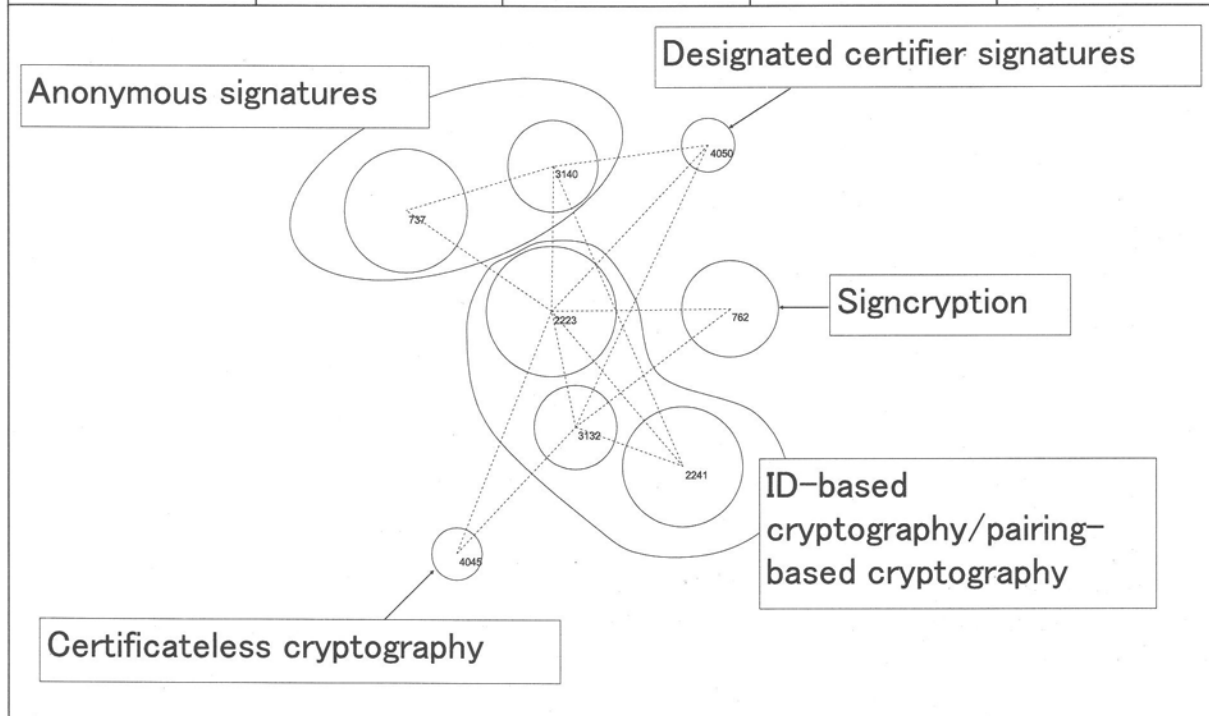 Designated certifier signatures
Anonymous signatures
4050
3140
737
2223
762
Signcryption
3132
2241
ID-based
cryptography/pairing-
based cryptography
4045
Certificateless cryptography